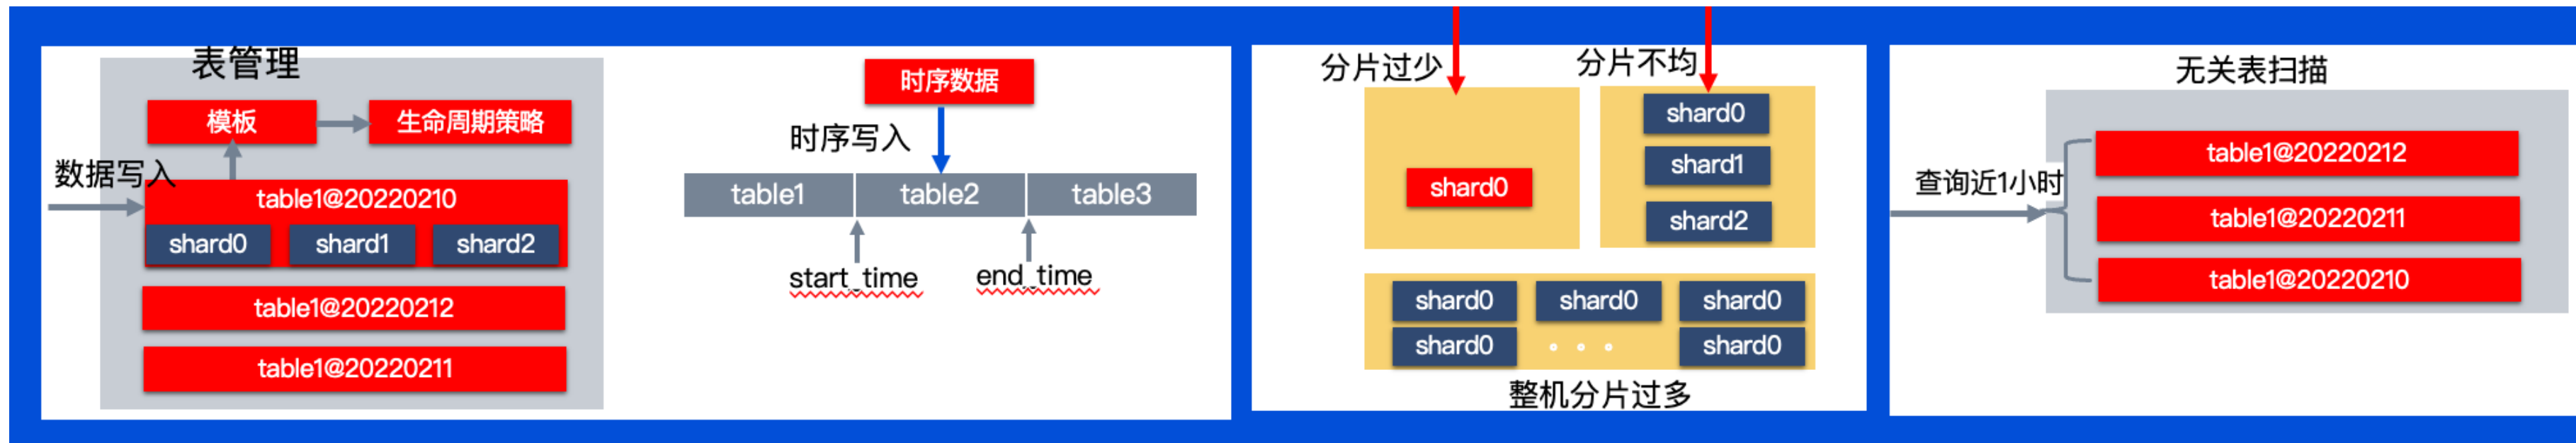 表管理
模板
生命周期策略
数据写入
table1@20220210
shard0
shard1
shard2
table1@20220212
table1@20220211
时序数据
时序写入
table1
table2
table3
start_time
end_time
分片过少
shard0
分片不均
shard0
shard1
shard2
shard0
shard0
shard0
shard0
shard0
整机分片过多
无关表扫描
查询近1小时
table1@20220212
table1@20220211
table1@20220210